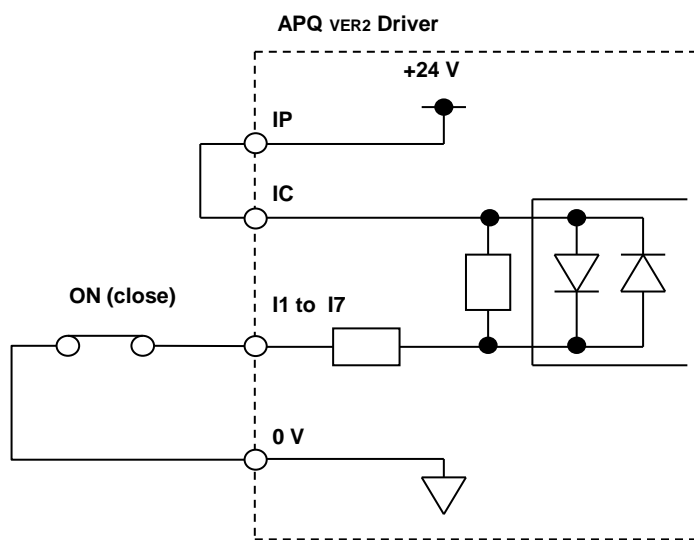 APQ VER2 Driver
+24 V
IP
IC
ON (close)
I1 to I7
0 V